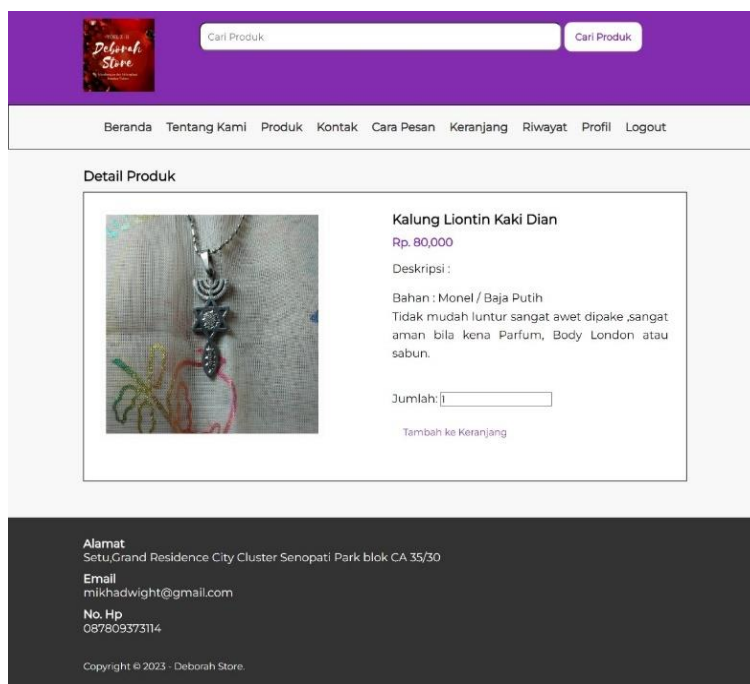 Deborah
Store
Cari Produk
Cari Produk
Beranda Tentang Kami Produk Kontak Cara Pesan Keranjang Riwayat Profil Logout
Detail Produk
Kalung Liontin Kaki Dian
Rp. 80,000
Deskripsi :
Bahan : Monel / Baja Putih
Tidak mudah luntur sangat awet dipake ,sangat
aman bila kena Parfum, Body London atau
sabun.
Jumlah: 1
Tambah ke Keranjang
Alamat
Setu,Grand Residence City Cluster Senopati Park blok CA 35/30
Email
mikhadwight@gmail.com
No. Hp
087809373114
Copyright © 2023 - Deborah Store.